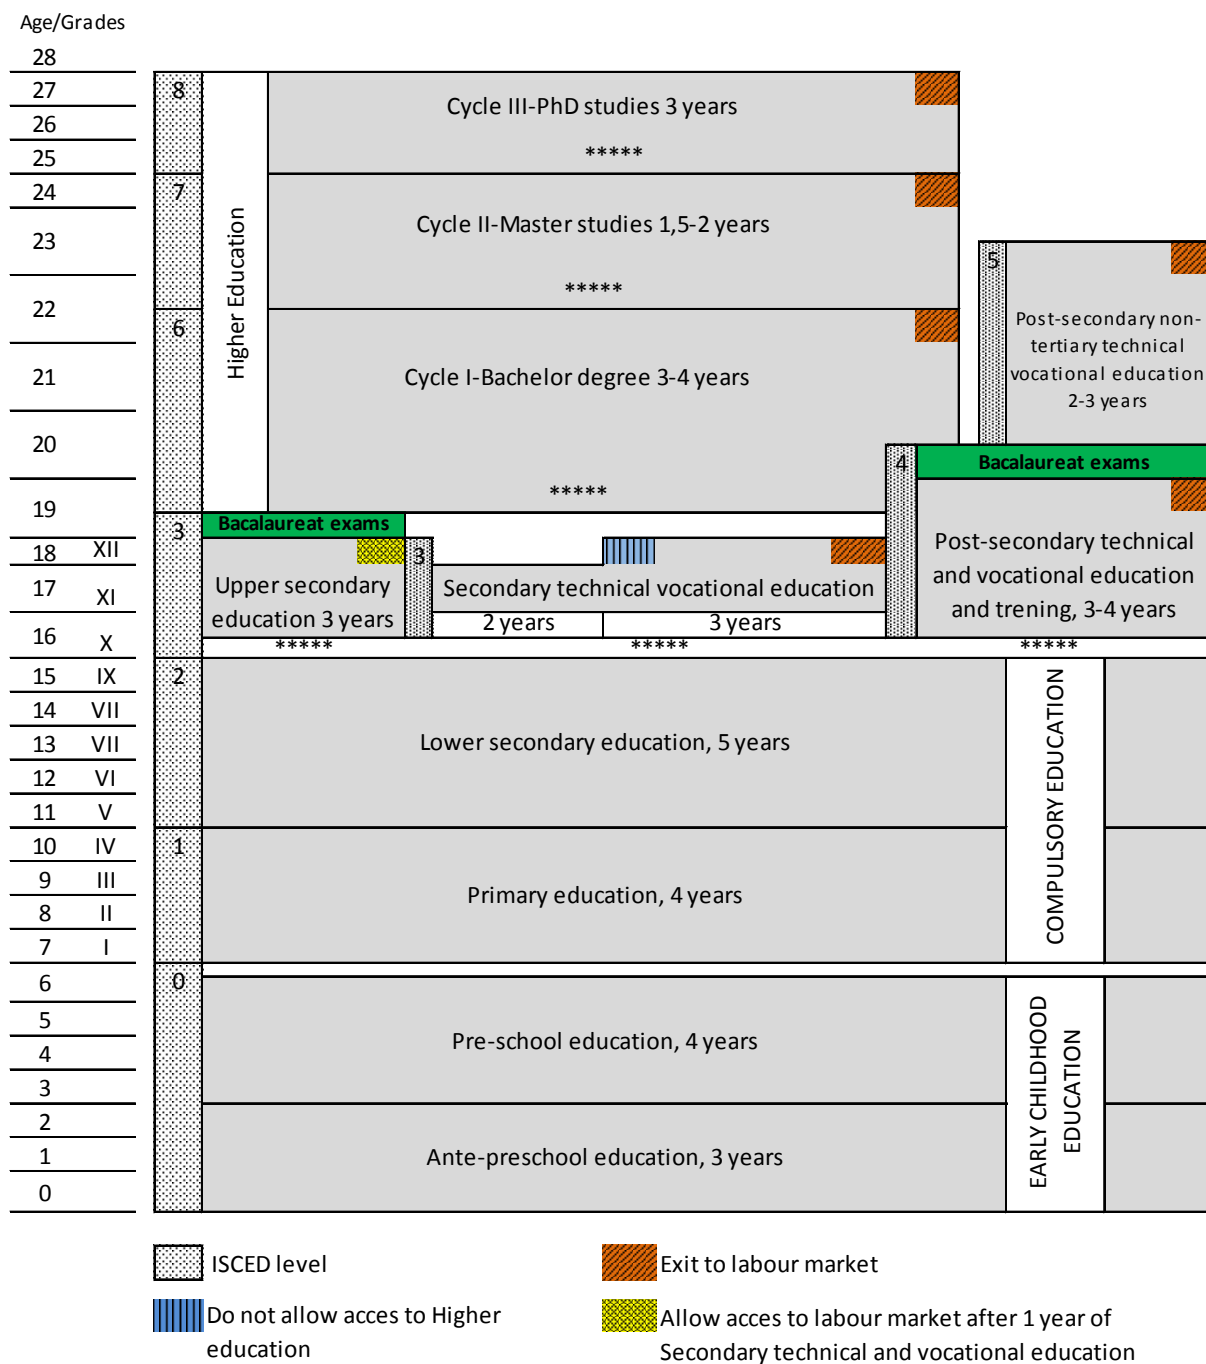 Age/Grades
28
27
26
25
24
23
22
21
20
19
18 XII
17
XI
16
X
15 IX
14 VII
13 VII
12 VI
11 V
10 IV
9 III
8 II
7 I
6
5
4
3
2
1
0
8
7
6
3
2
1
0
Higher Education
Cycle III-PhD studies 3 years
*****
Cycle II-Master studies 1,5-2 years
*****
Cycle I-Bachelor degree 3-4 years
*****
5
Post-secondary non-
tertiary technical
vocational education
2-3 years
4
Bacalaureat exams
Post-secondary technical
and vocational education
and trening, 3-4 years
Bacalaureat exams
Upper secondary
education 3 years
3
Secondary technical vocational education
2 years
3 years
***** ***** *****
Lower secondary education, 5 years
Primary education, 4 years
COMPULSORY EDUCATION
Pre-school education, 4 years
Ante-preschool education, 3 years
EARLY CHILDHOOD
EDUCATION
ISCED level
Exit to labour market
Do not allow acces to Higher
education
Allow acces to labour market after 1 year of
Secondary technical and vocational education